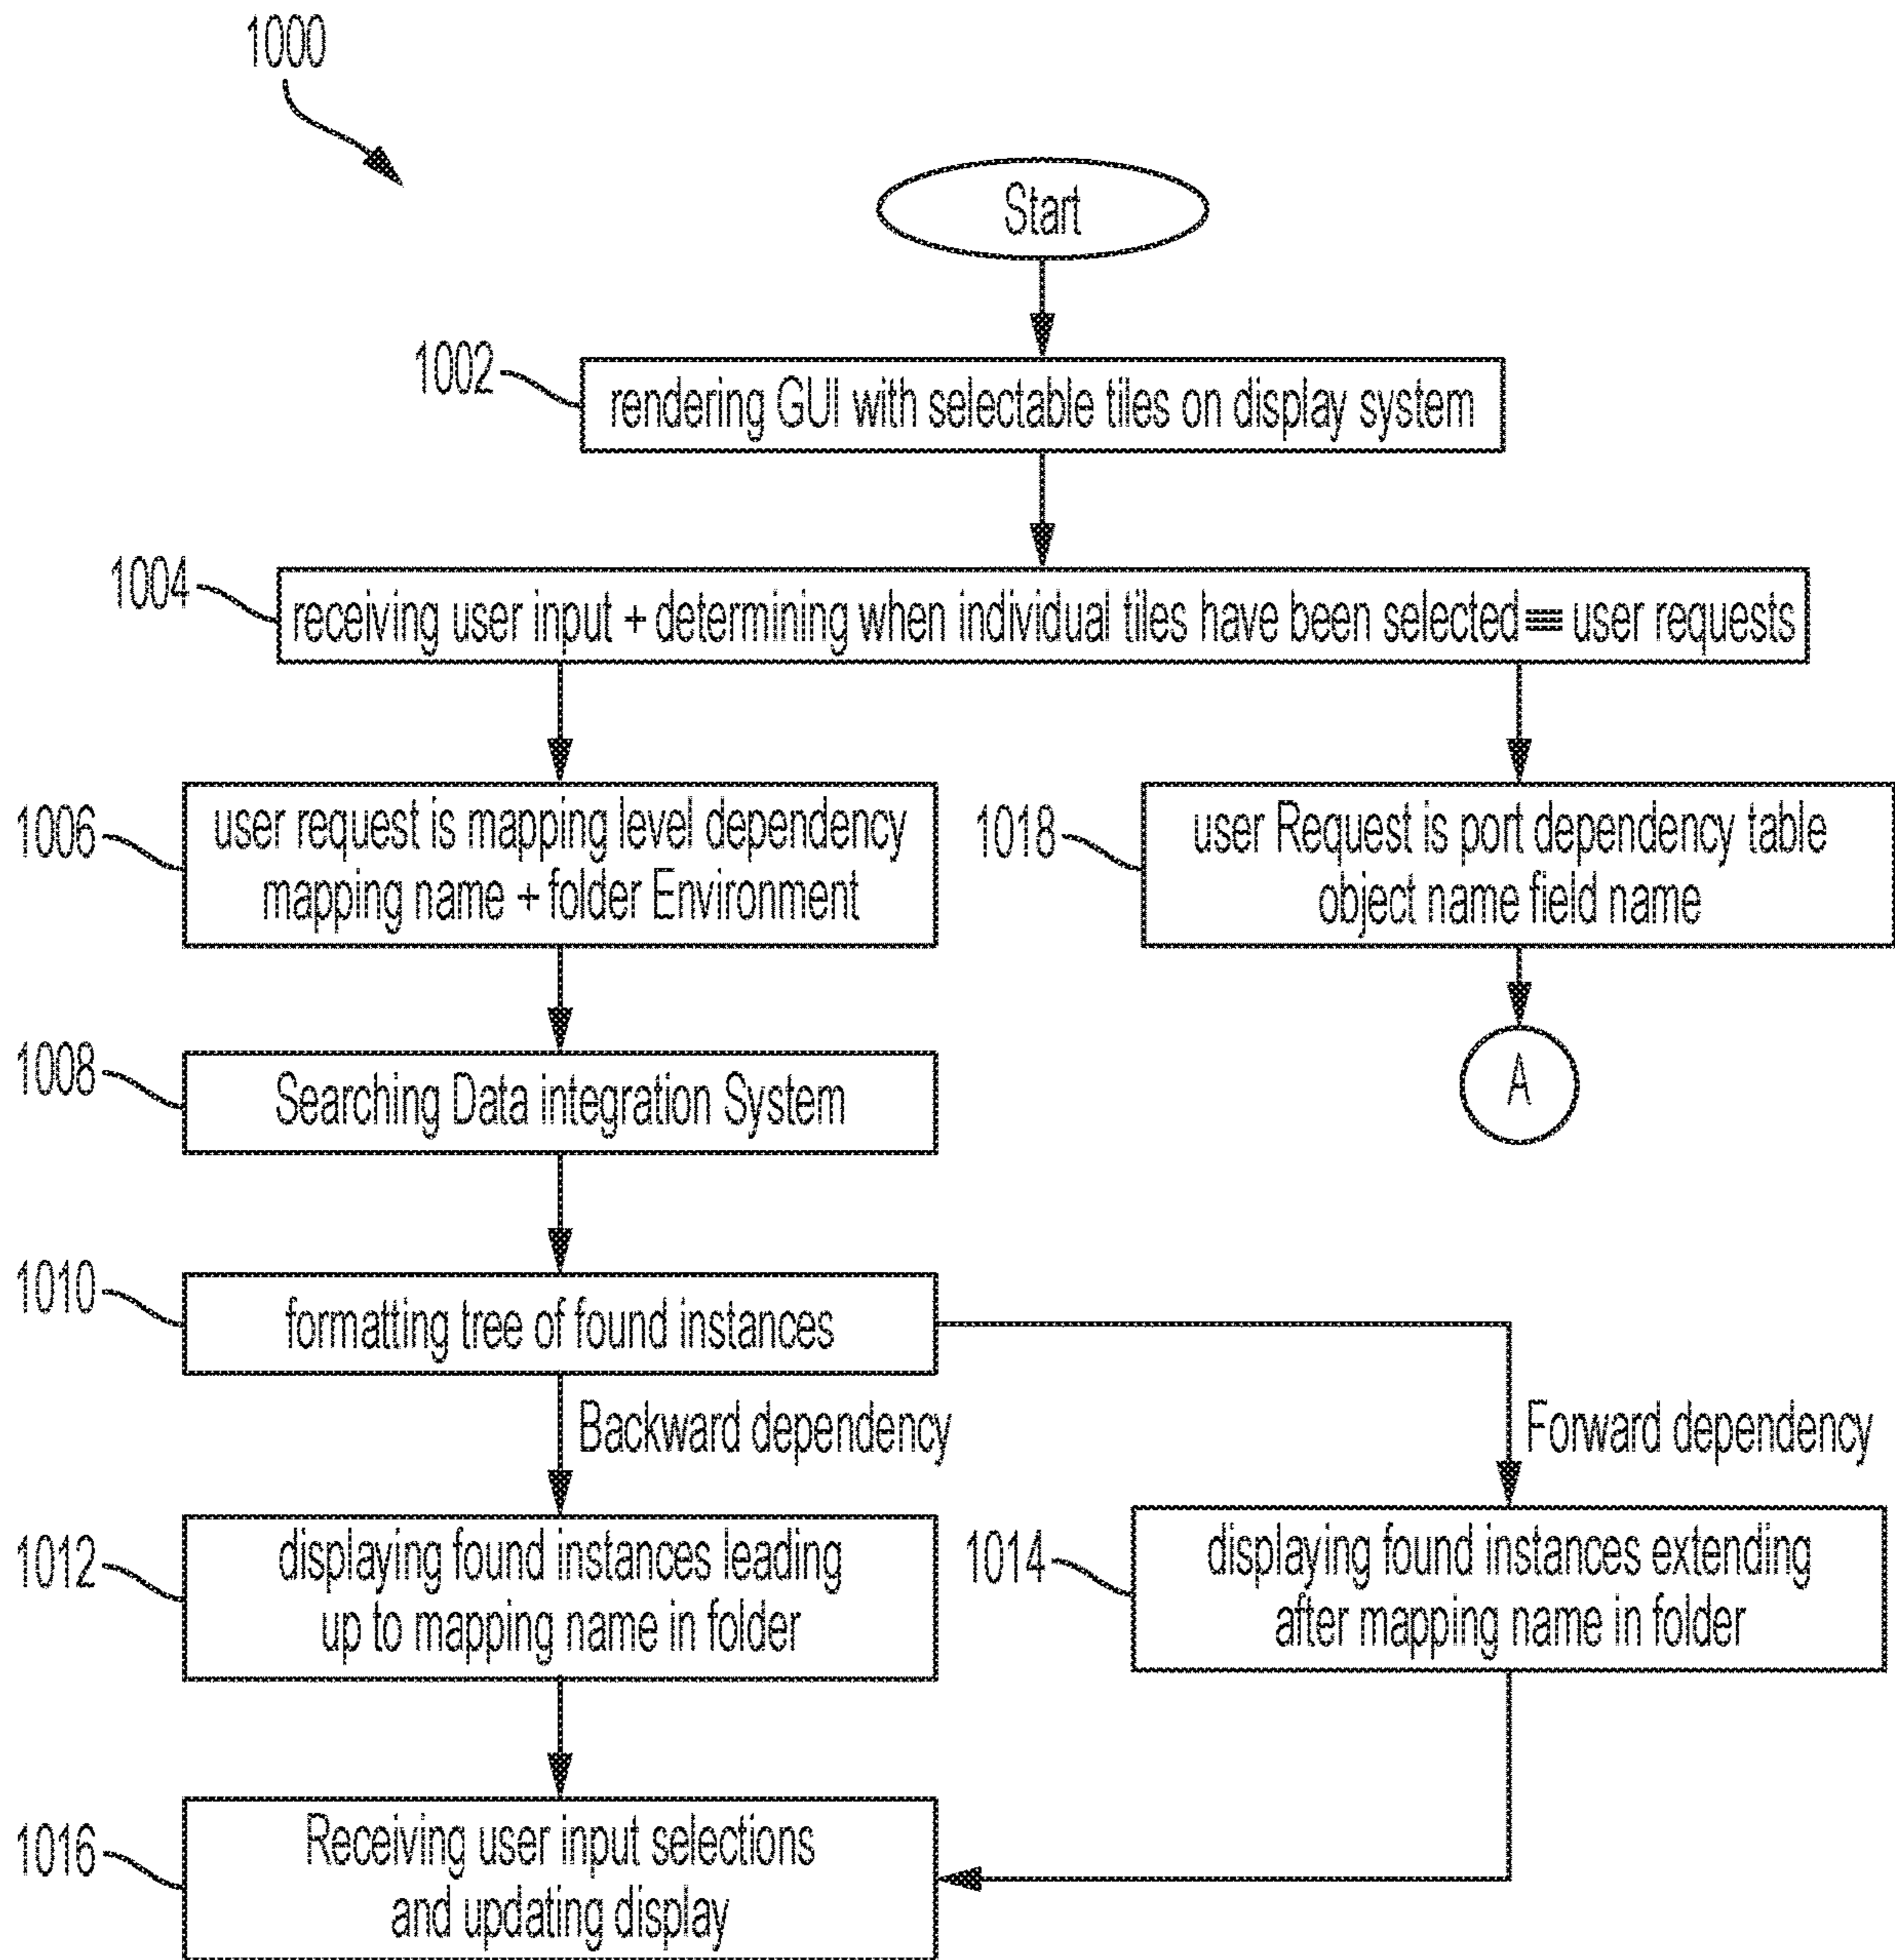 1000
Start
1002
rendering GUI with selectable tiles on display system
1004
receiving user input + determining when individual tiles have been selected ≡ user requests
1006
user request is mapping level dependency
mapping name + folder Environment
1018
user Request is port dependency table
object name field name
1008
Searching Data integration System
A
1010
formatting tree of found instances
Backward dependency
Forward dependency
1012
displaying found instances leading
up to mapping name in folder
1014
displaying found instances extending
after mapping name in folder
1016
Receiving user input selections
and updating display